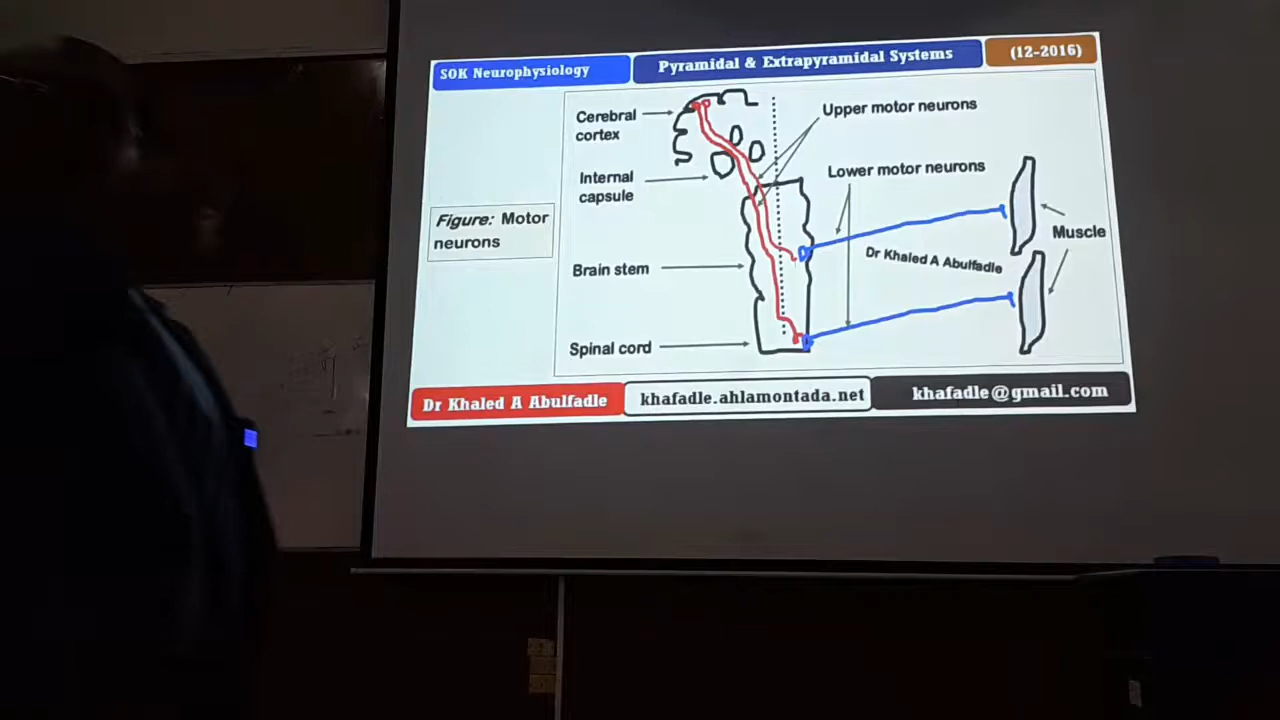 SOK Neurophysiology
Pyramidal & Extrapyramidal Systems
(12-2016)
Cerebral
cortex
Upper motor neurons
Internal
capsule
Lower motor neurons
Figure: Motor
neurons
Muscle
Brain stem
Dr Khaled A Abulfadle
Spinal cord
Dr Khaled A Abulfadle
khafadle.ahlamontada.net
khafadle@gmail.com